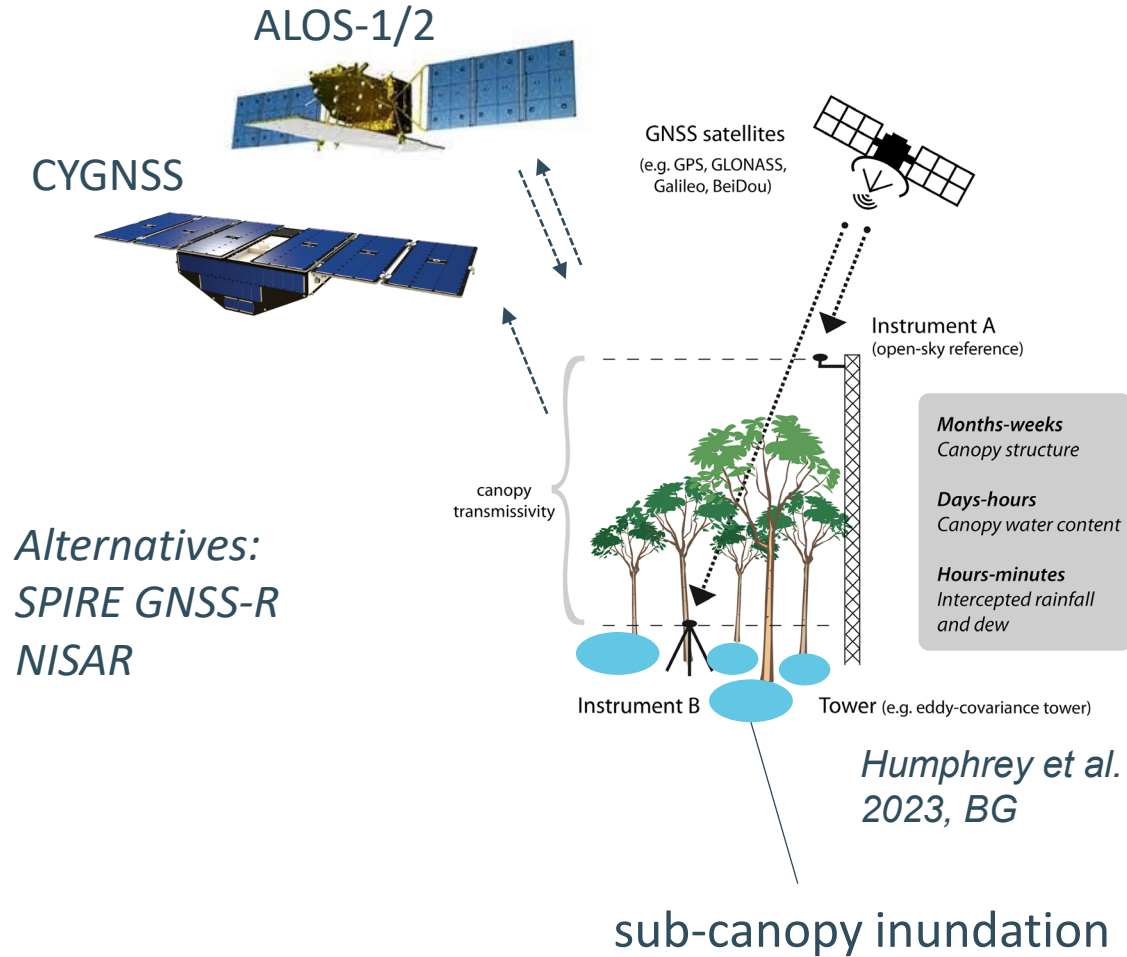 ALOS-1/2
CYGNSS
GNSS satellites
(e.g. GPS, GLONASS,
Galileo, BeiDou)
Instrument A
(open-sky reference)
canopy
transmissivity
Months-weeks
Canopy structure
Days-hours
Canopy water content
Hours-minutes
Intercepted rainfall
and dew
Alternatives:
SPIRE GNSS-R
NISAR
Instrument B
Tower (e.g. eddy-covariance tower)
Humphrey et al.
2023, BG
sub-canopy inundation